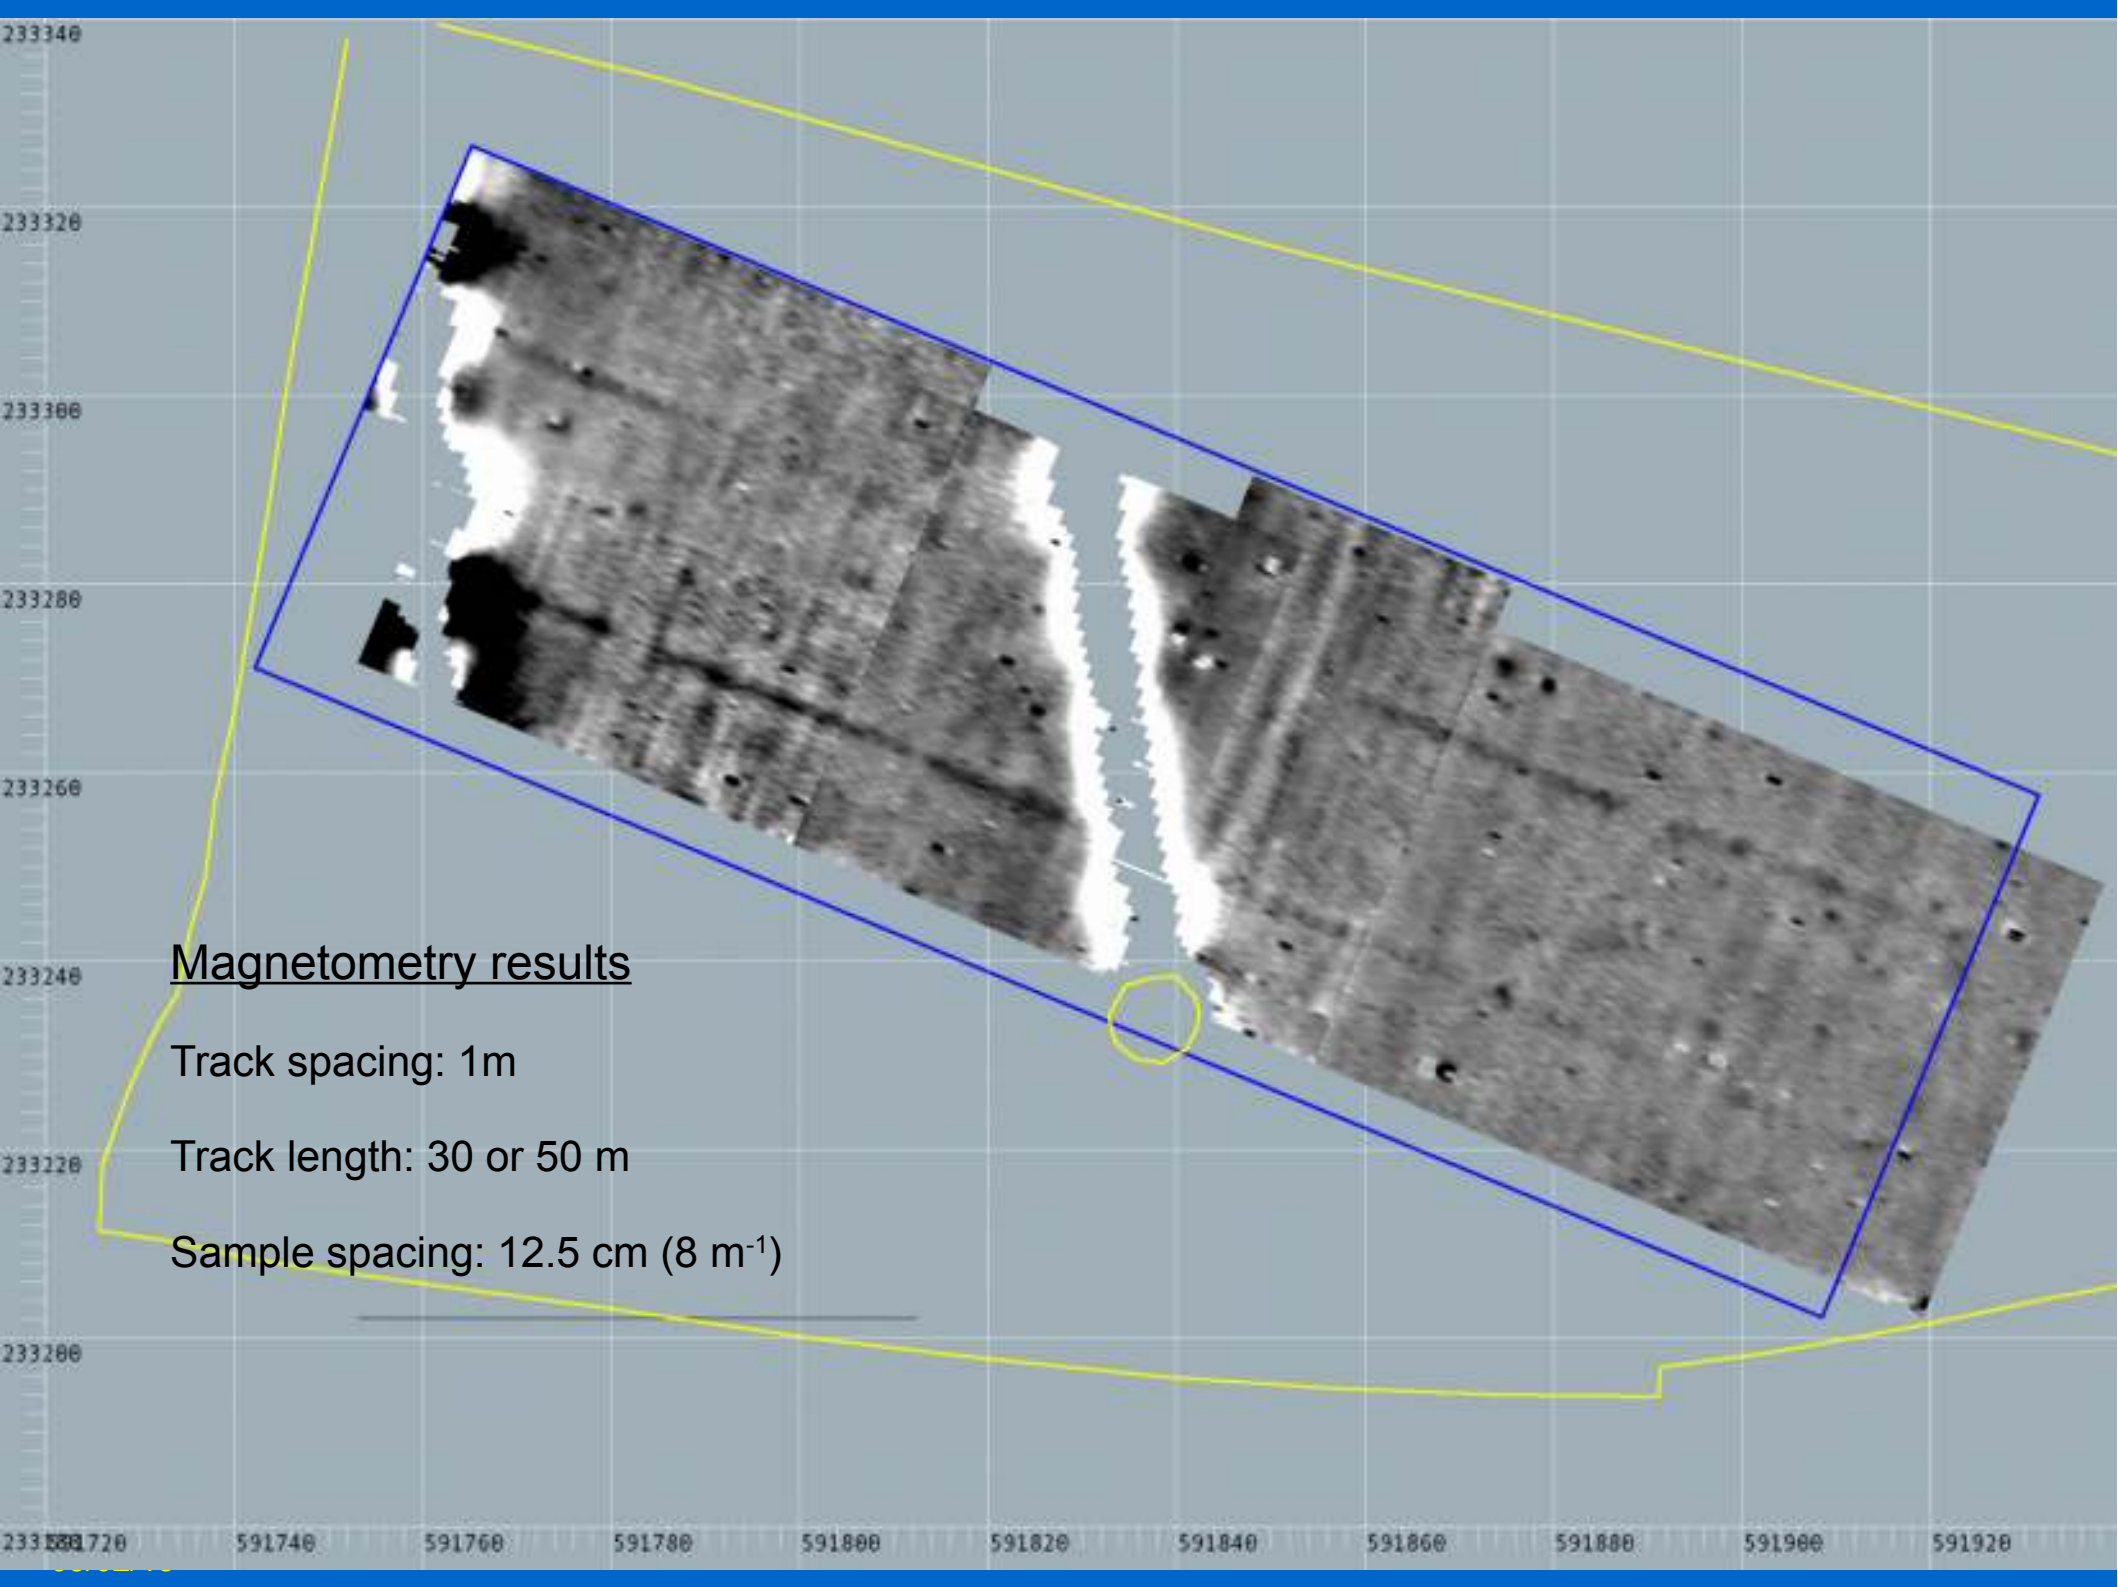 233340
233320
233300
233280
233260
Magnetometry results
233240
Track spacing: 1m
Track length: 30 or 50 m
233220
Sample spacing: 12.5 cm (8 m⁻¹)
233200
591740 591760 591780 591800 591820 591840 591860 591880 591900 591920